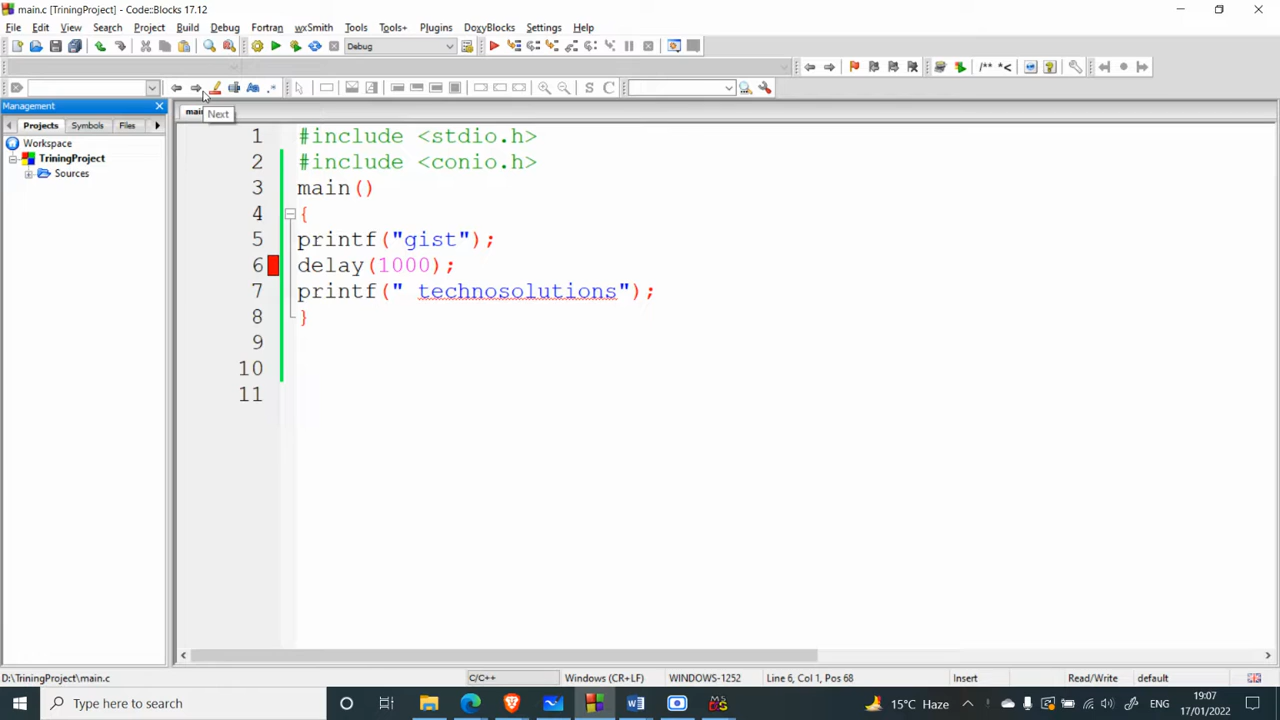 main.c [TriningProject] - Code::Blocks 17.12
File Edit View Search Project Build Debug Fortran wxSmith Tools Tools+ Plugins DoxyBlocks Settings Help
Debug
/** *<
Aa .*
S C
Management
Next
Projects Symbols Files
Workspace
TriningProject
Sources
1 #include <stdio.h>
2 #include <conio.h>
3 main()
4 {
5 printf("gist");
6 delay(1000);
7 printf(" technosolutions");
8 }
9
10
11
D:\TriningProject\main.c C/C++ Windows (CR+LF) WINDOWS-1252 Line 6, Col 1, Pos 68 Insert Read/Write default
Type here to search
15°C Haze
ENG
19:07
17/01/2022